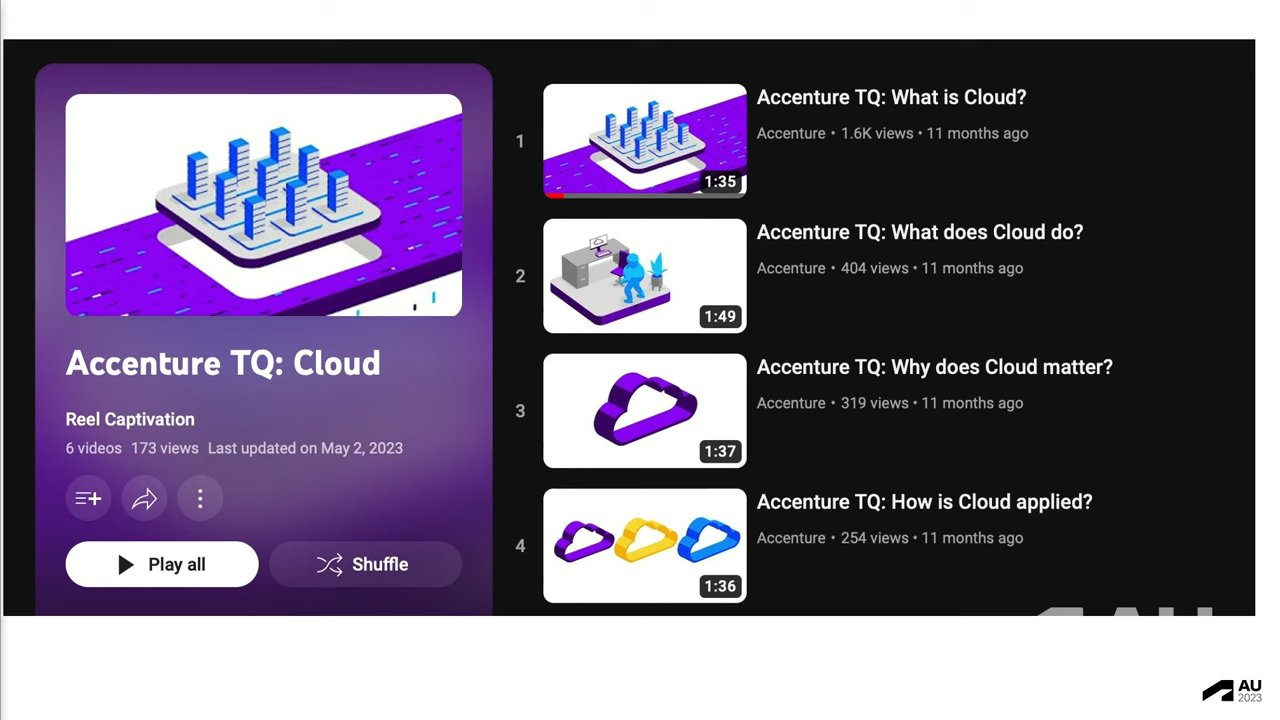 Accenture TQ: Cloud
Reel Captivation
6 videos 173 views Last updated on May 2, 2023
Play all
Shuffle
1
1:35
Accenture TQ: What is Cloud?
Accenture • 1.6K views • 11 months ago
2
1:49
Accenture TQ: What does Cloud do?
Accenture • 404 views • 11 months ago
3
1:37
Accenture TQ: Why does Cloud matter?
Accenture • 319 views • 11 months ago
4
1:36
Accenture TQ: How is Cloud applied?
Accenture • 254 views • 11 months ago
AU
AU
2023